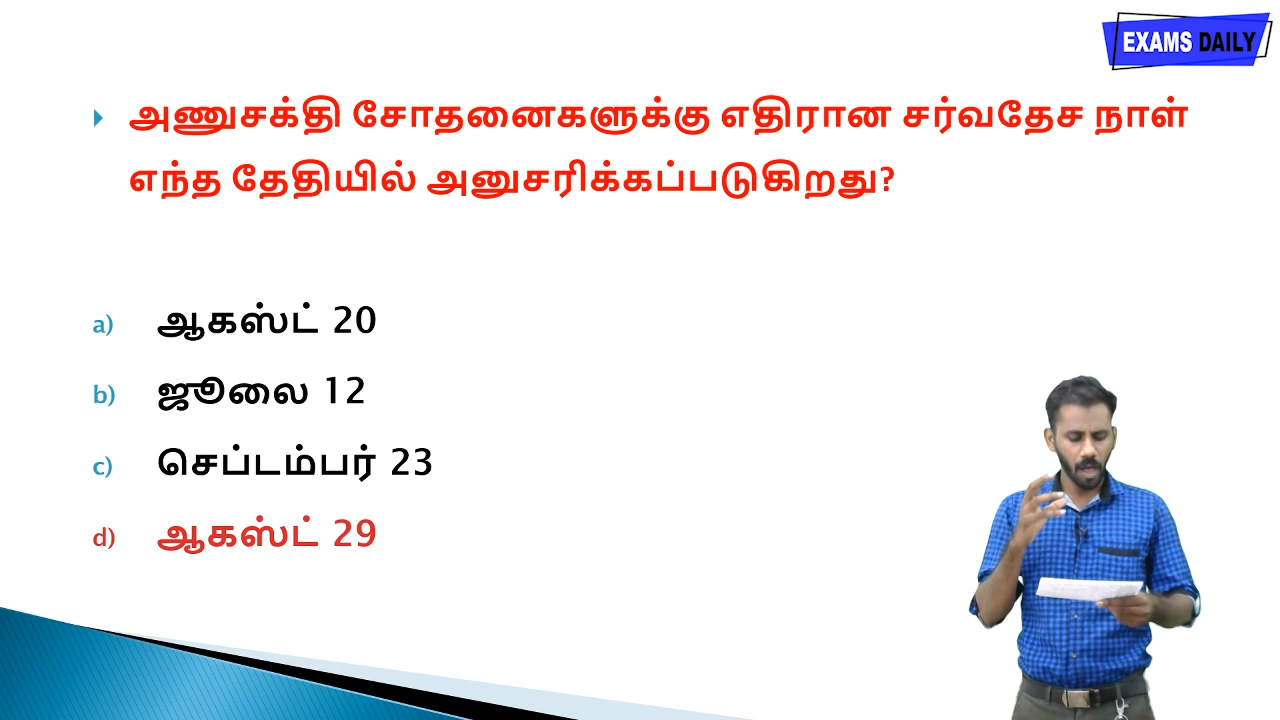 EXAMS DAILY
அணுசக்தி சோதனைகளுக்கு எதிரான சர்வதேச நாள்
எந்த தேதியில் அனுசரிக்கப்படுகிறது?
a) ஆகஸ்ட் 20
b) ஜூலை 12
c) செப்டம்பர் 23
d) ஆகஸ்ட் 29